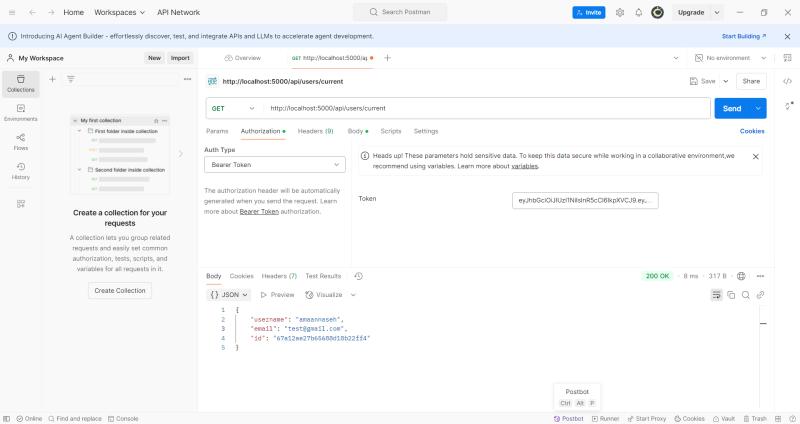 Home
Workspaces
API Network
Search Postman
Invite
Upgrade
Introducing AI Agent Builder - effortlessly discover, test, and integrate APIs and LLMs to accelerate agent development.
Start Building
My Workspace
New
Import
Overview
GET http://localhost:5000/ap
No environment
Collections
Environments
Flows
History
My first collection
First folder inside collection
Second folder inside collection
Create a collection for your
requests
A collection lets you group related
requests and easily set common
authorization, tests, scripts, and
variables for all requests in it.
Create Collection
http://localhost:5000/api/users/current
Save
Share
GET
http://localhost:5000/api/users/current
Send
Params
Authorization
Headers (9)
Body
Scripts
Settings
Cookies
Auth Type
Bearer Token
The authorization header will be automatically
generated when you send the request. Learn
more about Bearer Token authorization.
Heads up! These parameters hold sensitive data. To keep this data secure while working in a collaborative environment,we
recommend using variables. Learn more about variables.
Token
Body
Cookies
Headers (7)
Test Results
200 OK
8 ms
317 B
{} JSON
Preview
Visualize
1 {
2 "username": "amaannaseh",
3 "email": "test@gmail.com",
4 "id": "67a12ae27b65688d18b22ff4"
5 }
Postbot
Ctrl Alt P
Online
Find and replace
Console
Postbot
Runner
Start Proxy
Cookies
Vault
Trash